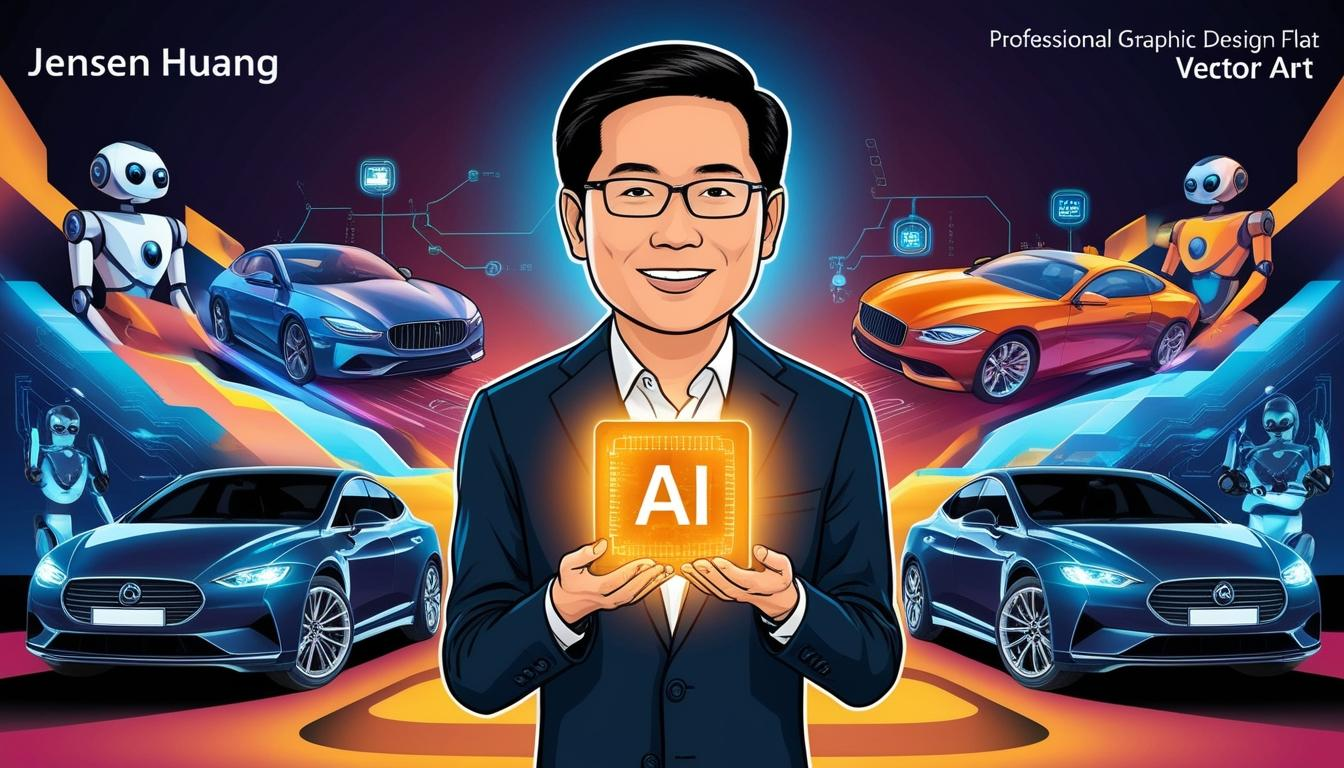 Jensen Huang
Professional Graphic Design Flat
Vector Art
AI